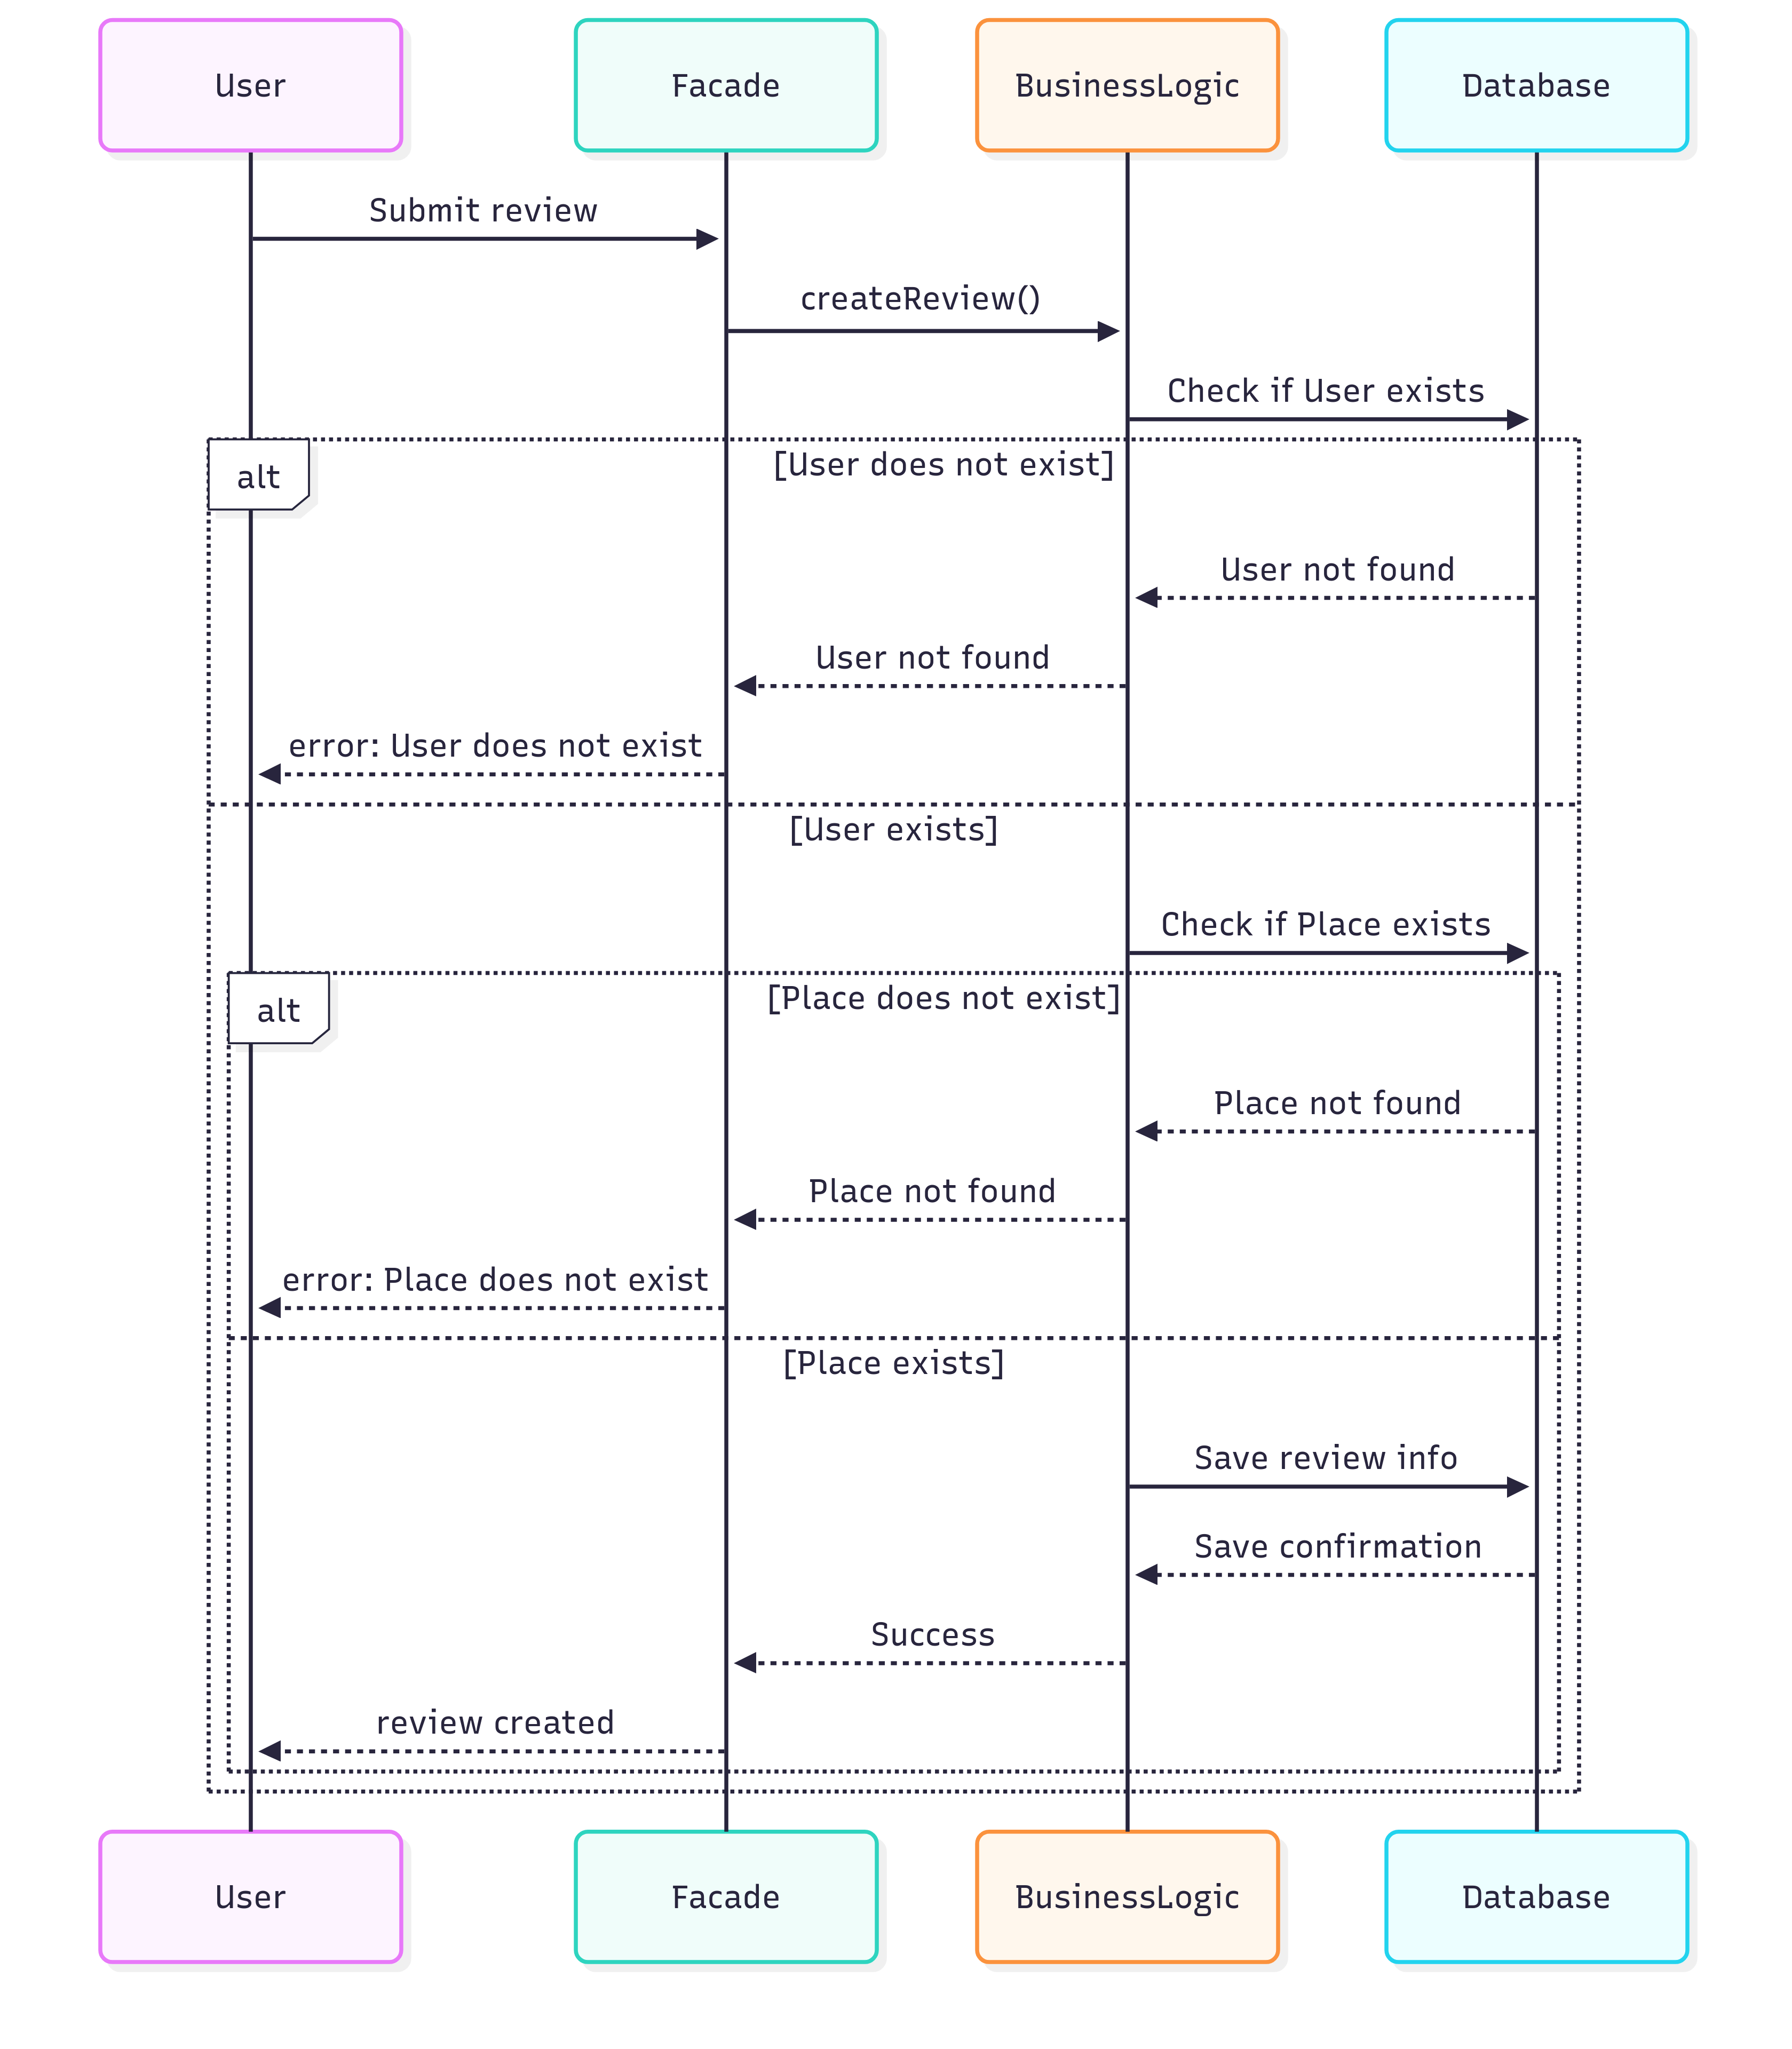 User
Facade
BusinessLogic
Database
Submit review
createReview()
Check if User exists
alt
[User does not exist]
User not found
User not found
error: User does not exist
[User exists]
Check if Place exists
alt
[Place does not exist]
Place not found
Place not found
error: Place does not exist
[Place exists]
Save review info
Save confirmation
Success
review created
User
Facade
BusinessLogic
Database